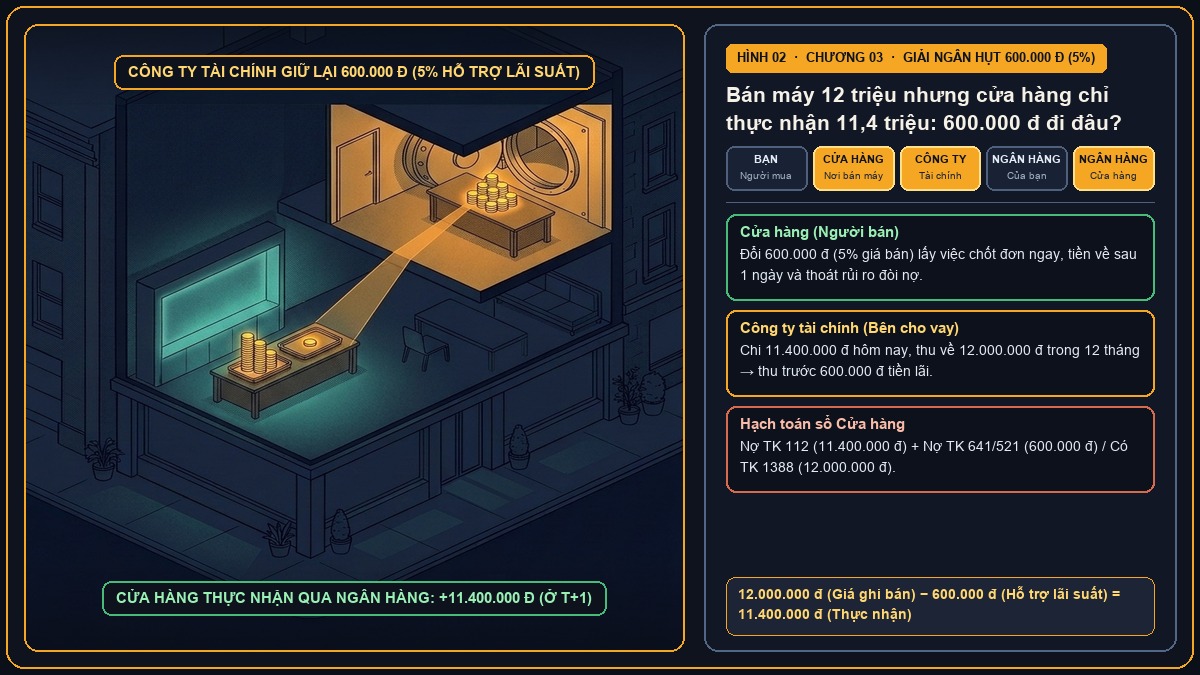 CÔNG TY TÀI CHÍNH GIỮ LẠI 600.000 Đ (5% HỖ TRỢ LÃI SUẤT)
CỬA HÀNG THỰC NHẬN QUA NGÂN HÀNG: +11.400.000 Đ (Ở T+1)
HÌNH 02 · CHƯƠNG 03 · GIẢI NGÂN HỤT 600.000 Đ (5%)
Bán máy 12 triệu nhưng cửa hàng chỉ
thực nhận 11,4 triệu: 600.000 đ đi đâu?
BẠN
Người mua
CỬA HÀNG
Nơi bán máy
CÔNG TY
Tài chính
NGÂN HÀNG
Của bạn
NGÂN HÀNG
Cửa hàng
Cửa hàng (Người bán)
Đổi 600.000 đ (5% giá bán) lấy việc chốt đơn ngay, tiền về sau
1 ngày và thoát rủi ro đòi nợ.
Công ty tài chính (Bên cho vay)
Chi 11.400.000 đ hôm nay, thu về 12.000.000 đ trong 12 tháng
→ thu trước 600.000 đ tiền lãi.
Hạch toán sổ Cửa hàng
Nợ TK 112 (11.400.000 đ) + Nợ TK 641/521 (600.000 đ) / Có
TK 1388 (12.000.000 đ).
12.000.000 đ (Giá ghi bán) − 600.000 đ (Hỗ trợ lãi suất) =
11.400.000 đ (Thực nhận)